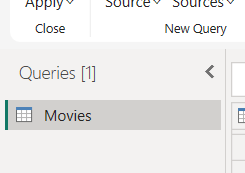 Apply Source Sources
Close New Query
Queries [1]
Movies